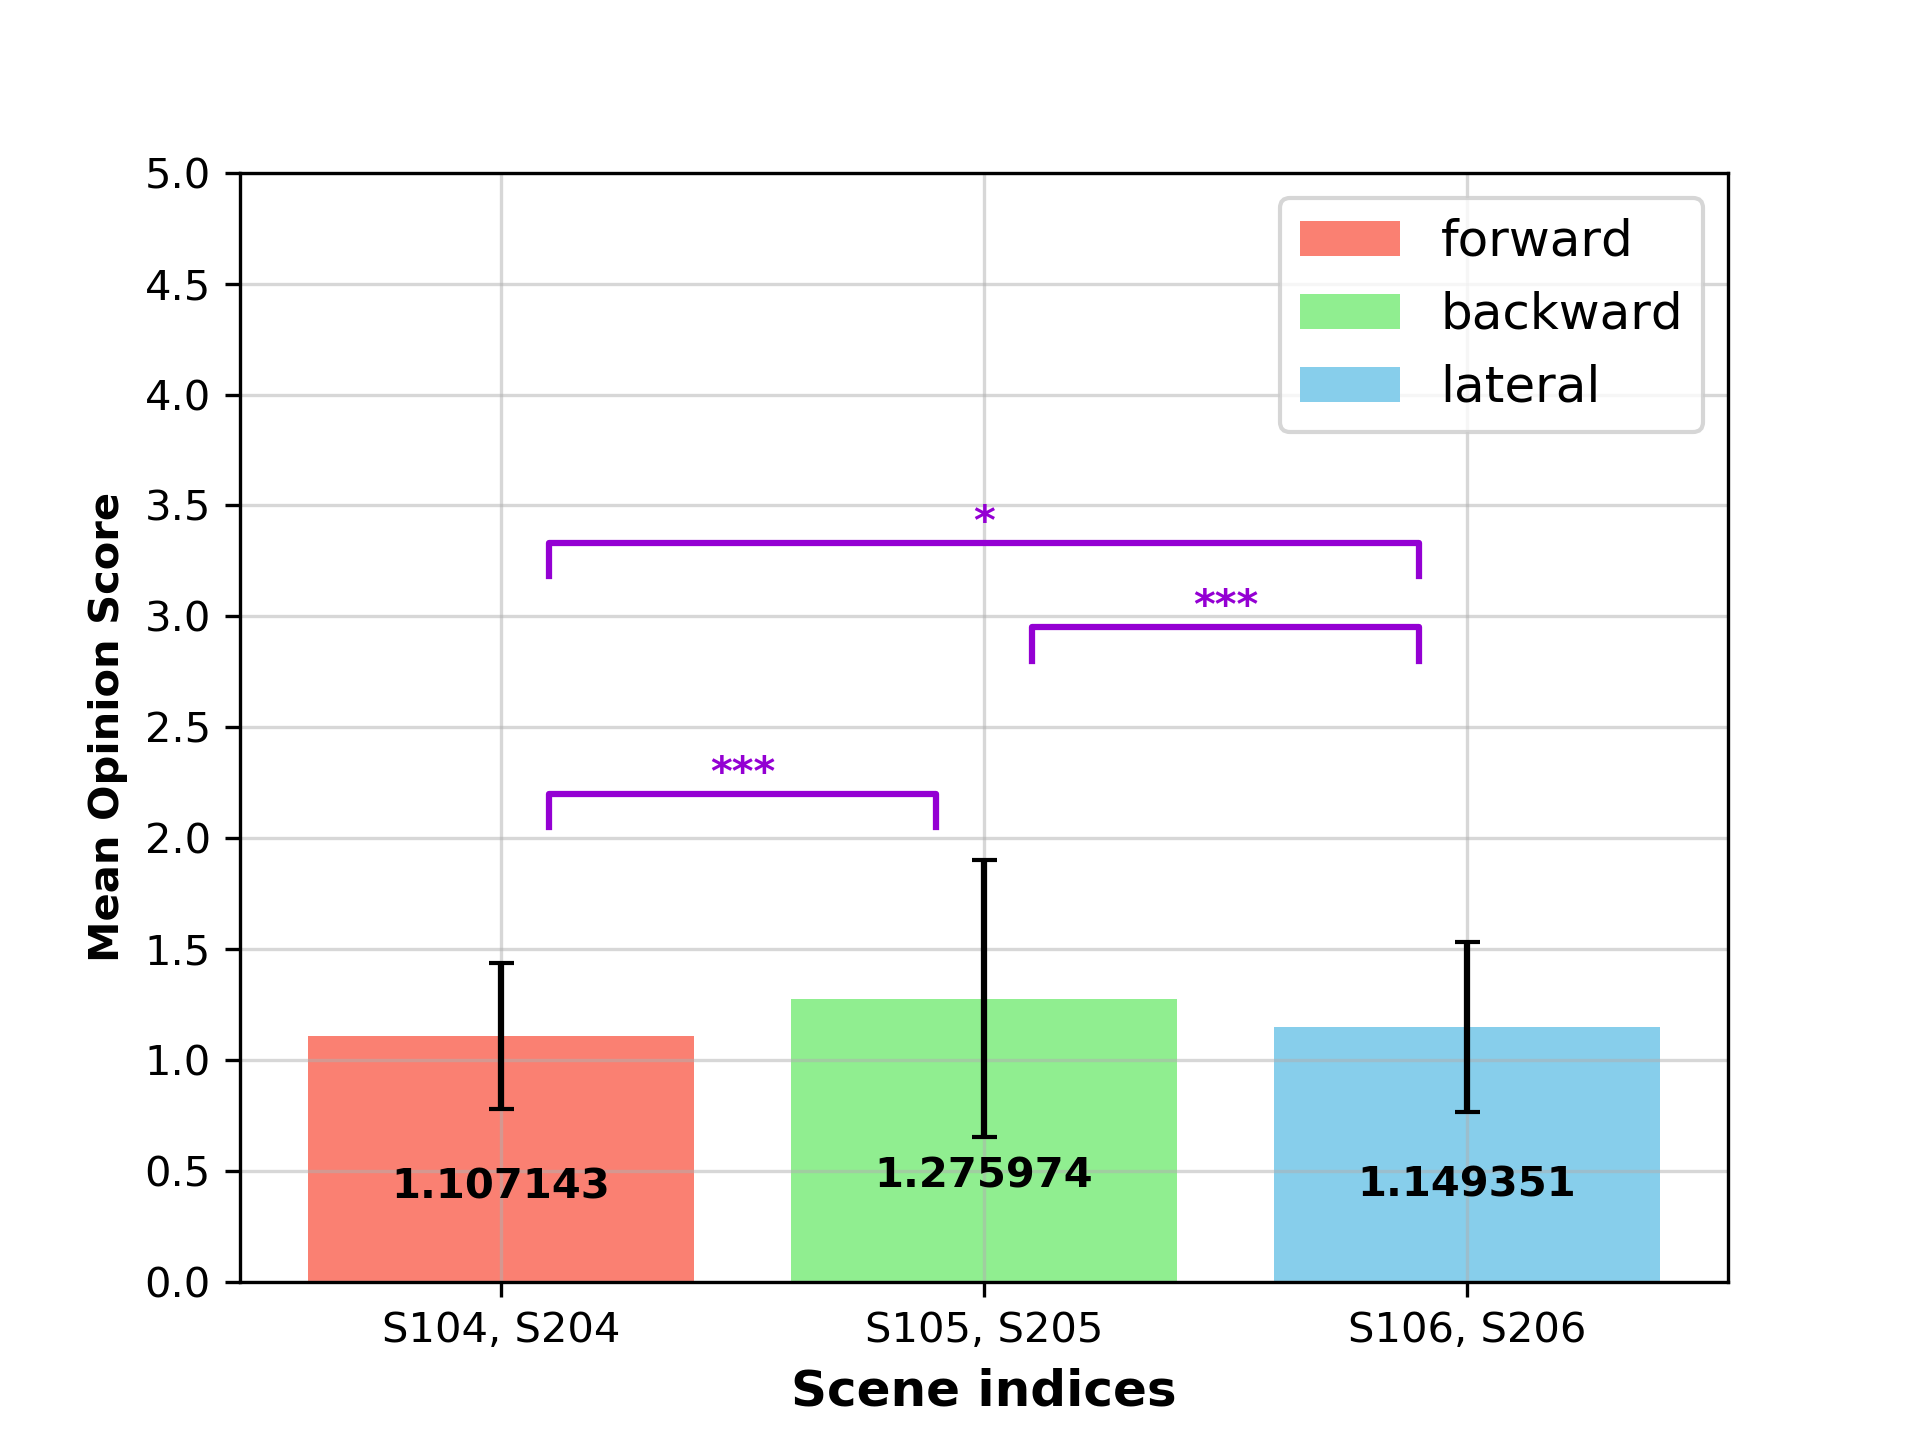 5.0
4.5
4.0
3.5
3.0
2.5
2.0
1.5
1.0
0.5
0.0
Mean Opinion Score
forward
backward
lateral
*
***
***
1.107143
1.275974
1.149351
S104, S204
S105, S205
S106, S206
Scene indices